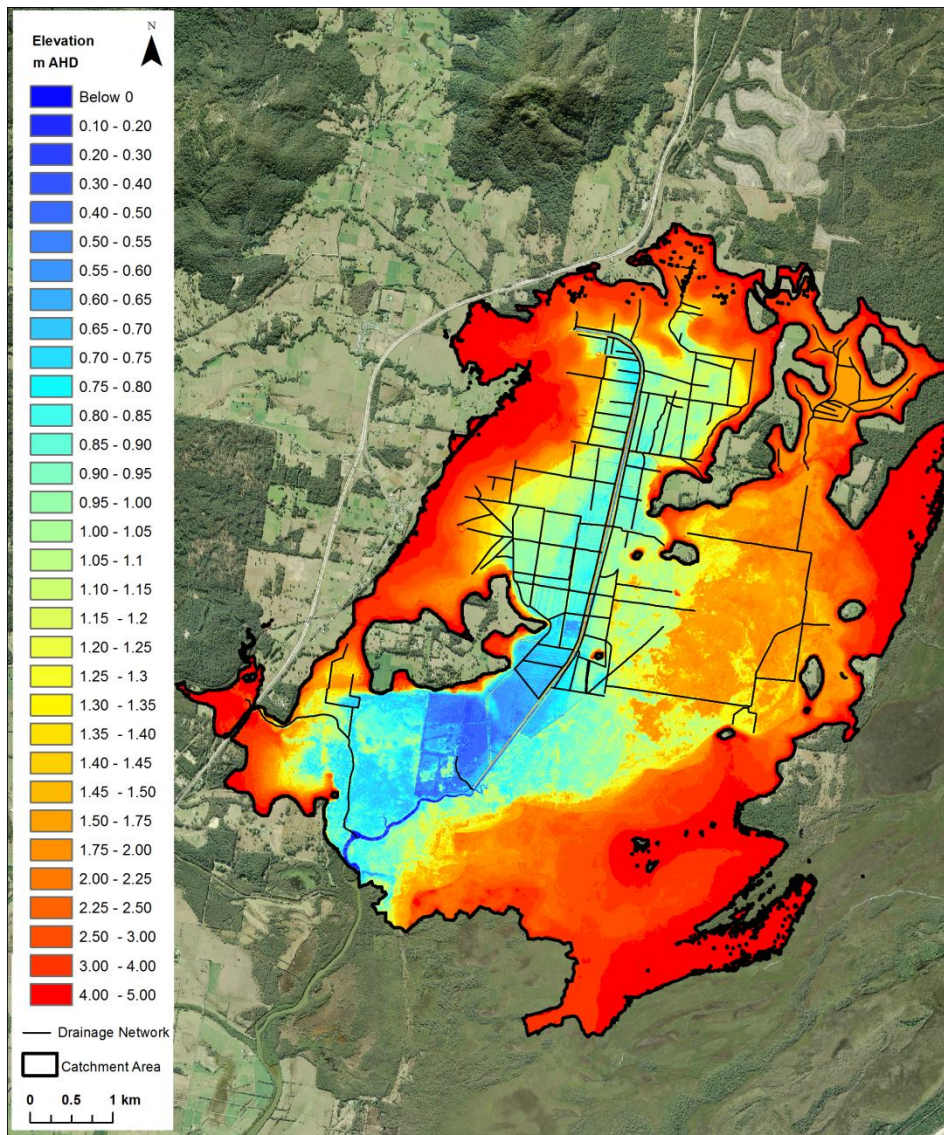 N
Elevation
m AHD
Below 0
0.10 - 0.20
0.20 - 0.30
0.30 - 0.40
0.40 - 0.50
0.50 - 0.55
0.55 - 0.60
0.60 - 0.65
0.65 - 0.70
0.70 - 0.75
0.75 - 0.80
0.80 - 0.85
0.85 - 0.90
0.90 - 0.95
0.95 - 1.00
1.00 - 1.05
1.05 - 1.1
1.10 - 1.15
1.15 - 1.2
1.20 - 1.25
1.25 - 1.3
1.30 - 1.35
1.35 - 1.40
1.40 - 1.45
1.45 - 1.50
1.50 - 1.75
1.75 - 2.00
2.00 - 2.25
2.25 - 2.50
2.50 - 3.00
3.00 - 4.00
4.00 - 5.00
Drainage Network
Catchment Area
0 0.5 1 km